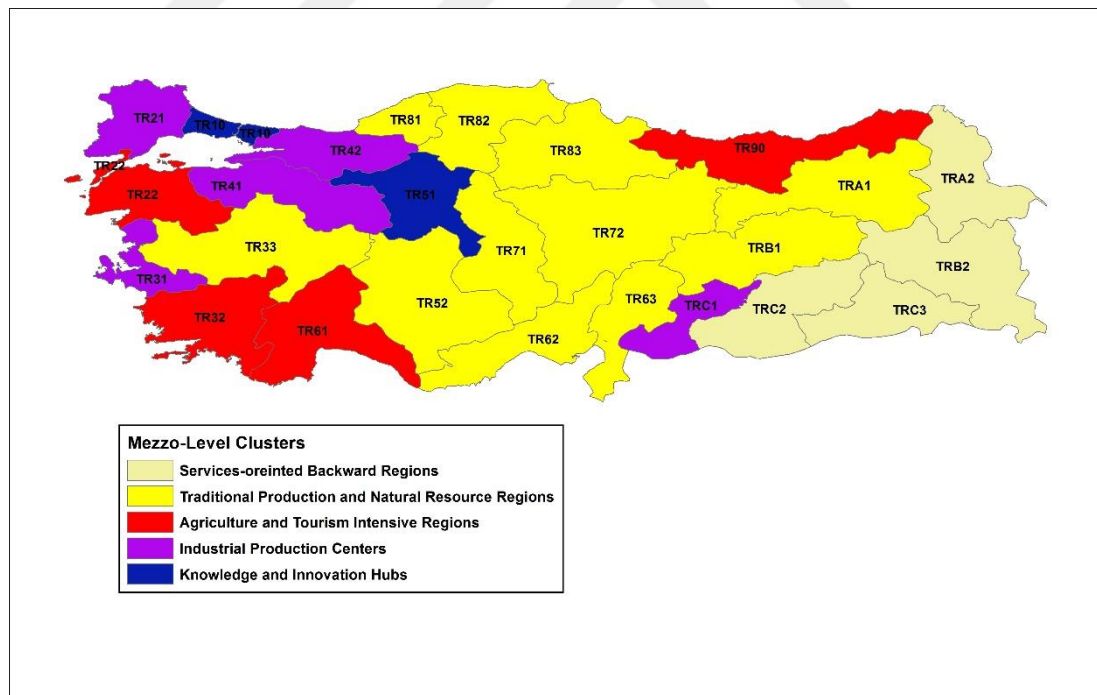 TR81
TR82
TR21
TR10
TR10
TR42
TR83
TR90
TR22
TR22
TR41
TR51
TRA1
TRA2
TR33
TR71
TR72
TRB1
TRB2
TR31
TR52
TR63
TRC1
TRC2
TRC3
TR32
TR61
TR62
Mezzo-Level Clusters
Services-oreinted Backward Regions
Traditional Production and Natural Resource Regions
Agriculture and Tourism Intensive Regions
Industrial Production Centers
Knowledge and Innovation Hubs